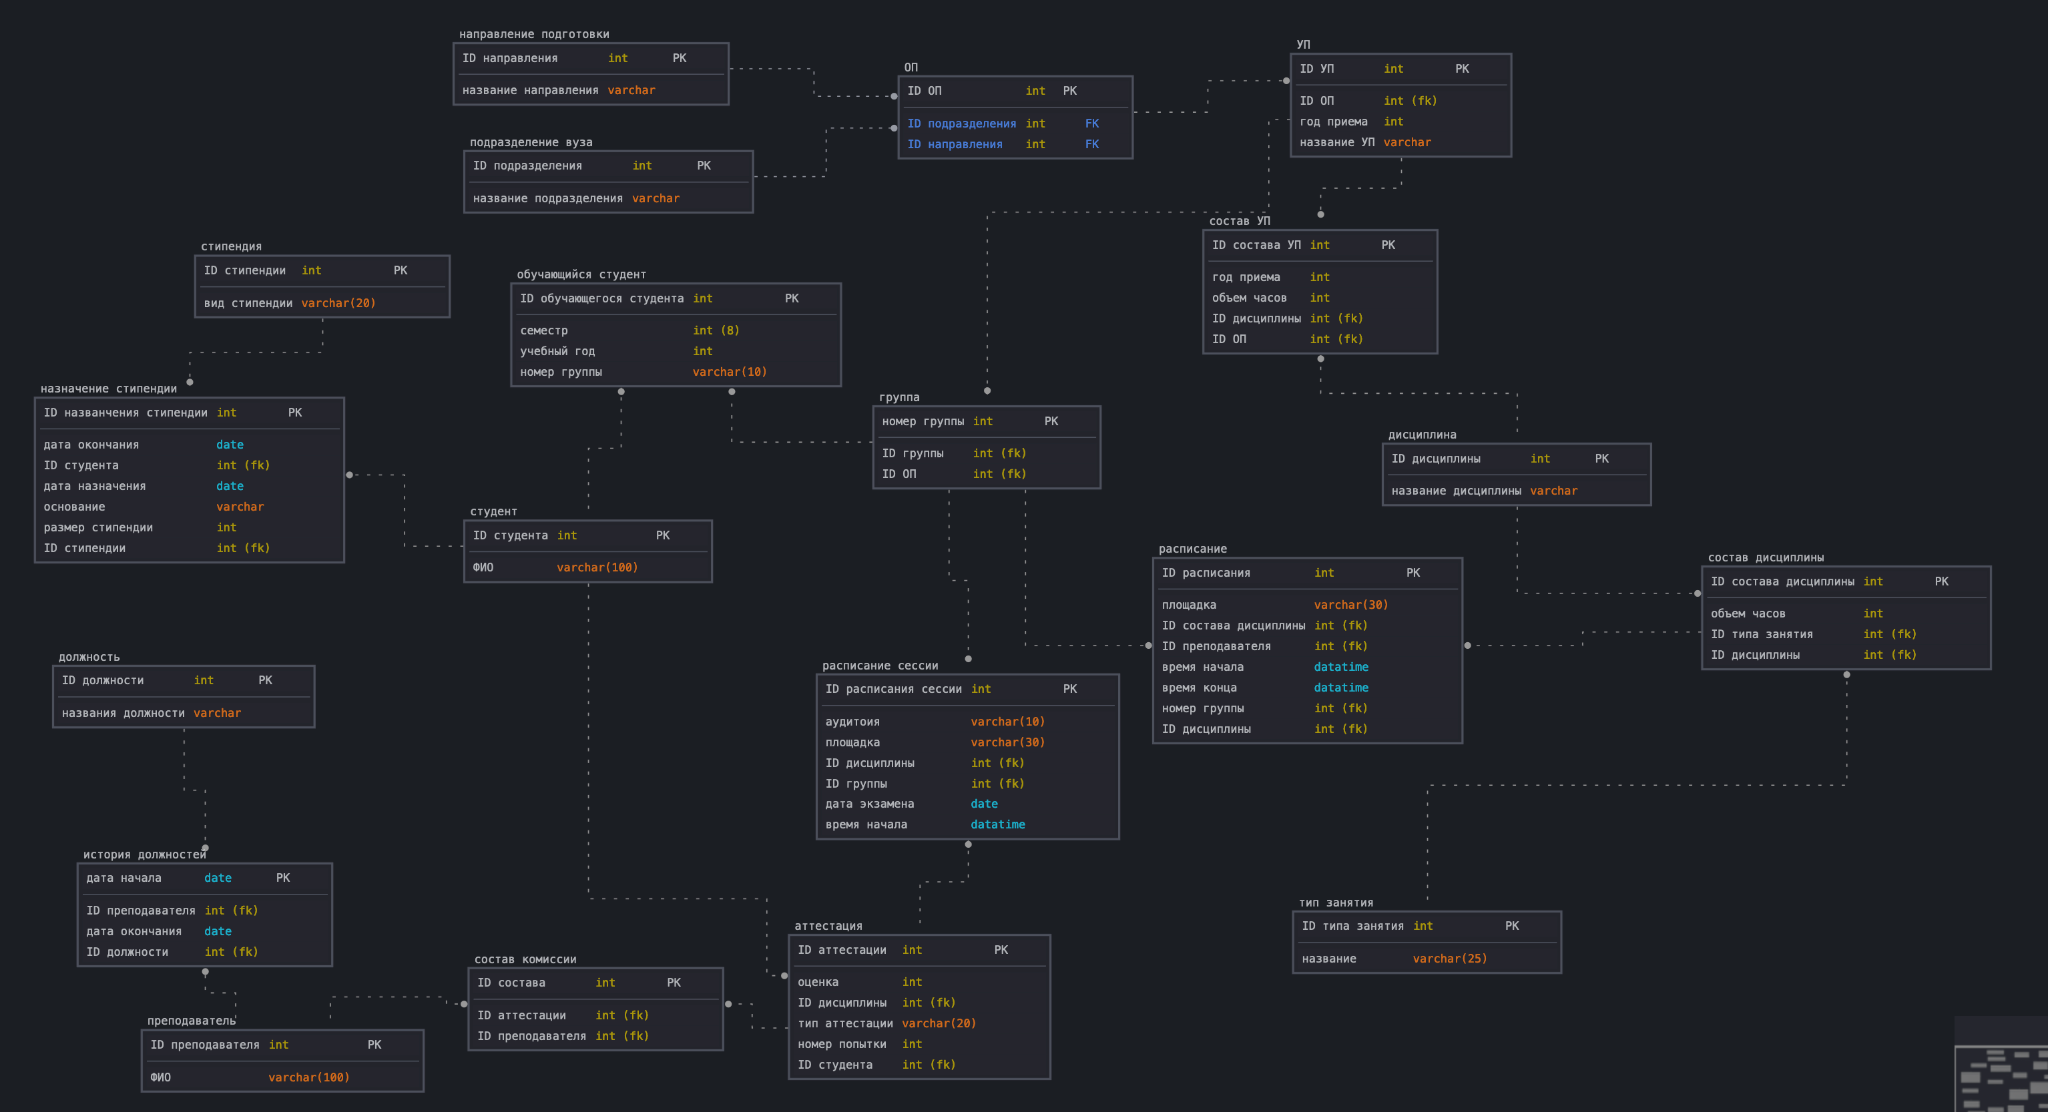 направление подготовки
ID направления int PK
название направления varchar
подразделение вуза
ID подразделения int PK
название подразделения varchar
ОП
ID ОП int PK
ID подразделения int FK
ID направления int FK
УП
ID УП int PK
ID ОП int (fk)
год приема int
название УП varchar
состав УП
ID состава УП int PK
год приема int
объем часов int
ID дисциплины int (fk)
ID ОП int (fk)
стипендия
ID стипендии int PK
вид стипендии varchar(20)
обучающийся студент
ID обучающегося студента int PK
семестр int (8)
учебный год int
номер группы varchar(10)
назначение стипендии
ID названчения стипендии int PK
дата окончания date
ID студента int (fk)
дата назначения date
основание varchar
размер стипендии int
ID стипендии int (fk)
группа
номер группы int PK
ID группы int (fk)
ID ОП int (fk)
дисциплина
ID дисциплины int PK
название дисциплины varchar
студент
ID студента int PK
ФИО varchar(100)
расписание
ID расписания int PK
площадка varchar(30)
ID состава дисциплины int (fk)
ID преподавателя int (fk)
время начала datatime
время конца datatime
номер группы int (fk)
ID дисциплины int (fk)
состав дисциплины
ID состава дисциплины int PK
объем часов int
ID типа занятия int (fk)
ID дисциплины int (fk)
должность
ID должности int PK
названия должности varchar
расписание сессии
ID расписания сессии int PK
аудитоия varchar(10)
площадка varchar(30)
ID дисциплины int (fk)
ID группы int (fk)
дата экзамена date
время начала datatime
история должностей
дата начала date PK
ID преподавателя int (fk)
дата окончания date
ID должности int (fk)
тип занятия
ID типа занятия int PK
название varchar(25)
аттестация
ID аттестации int PK
оценка int
ID дисциплины int (fk)
тип аттестации varchar(20)
номер попытки int
ID студента int (fk)
состав комиссии
ID состава int PK
ID аттестации int (fk)
ID преподавателя int (fk)
преподаватель
ID преподавателя int PK
ФИО varchar(100)